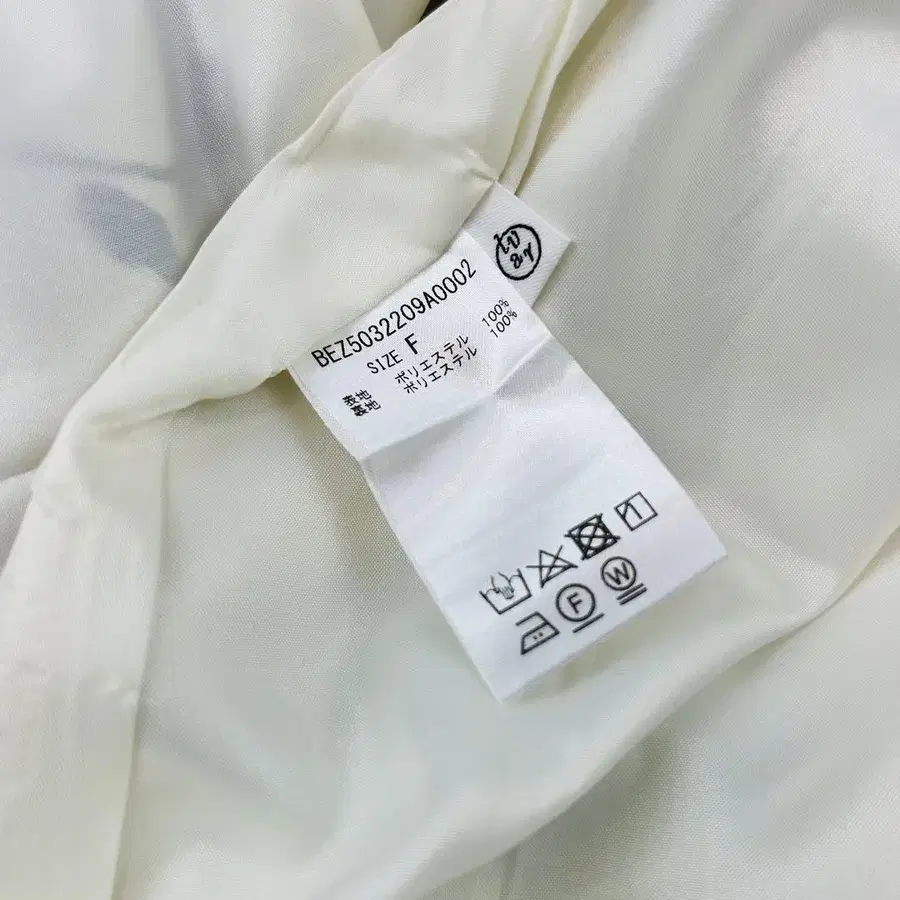 BEZ5032209A0002
SIZE F
表地 ポリエステル 100%
裏地 ポリエステル 100%
F
W